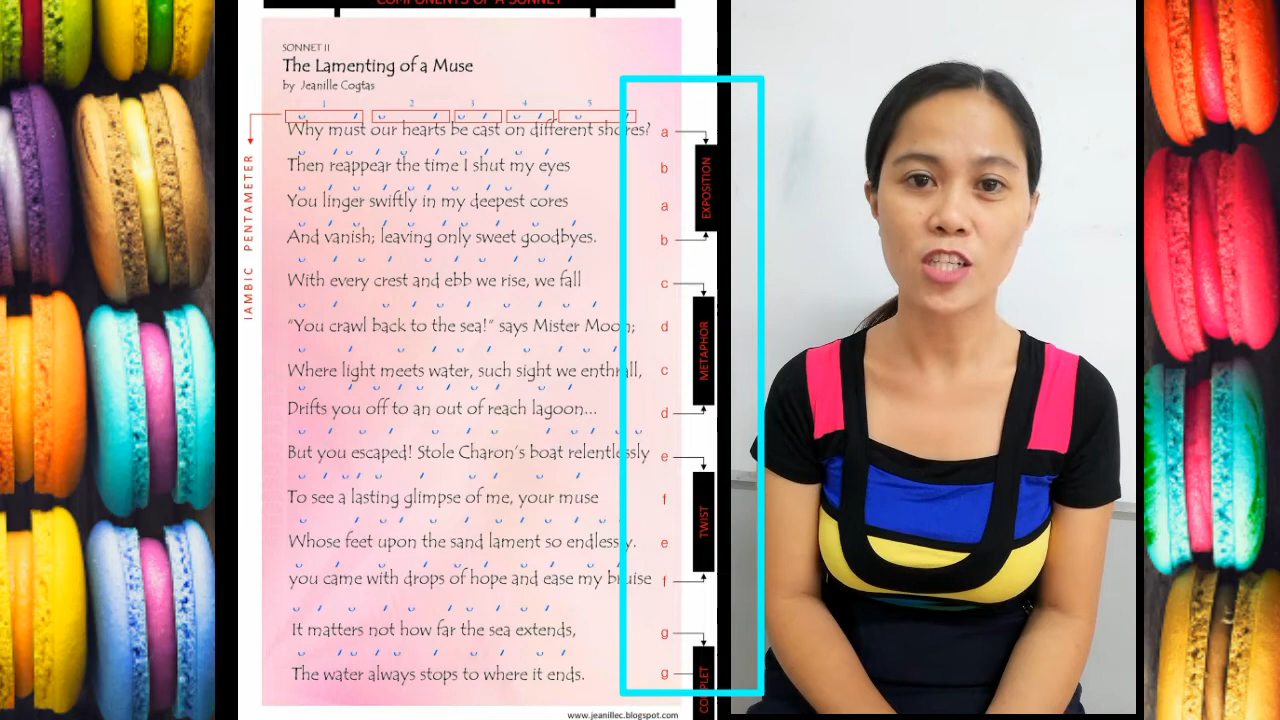 COMPONENTS OF A SONNET
SONNET II
The Lamenting of a Muse
by Jeanille Cogtas
1 2 3 4 5
IAMBIC PENTAMETER
Why must our hearts be cast on different shores? a
Then reappear the time I shut my eyes b
You linger swiftly in my deepest cores a
And vanish; leaving only sweet goodbyes. b
EXPOSITION
With every crest and ebb we rise, we fall c
"You crawl back to the sea!" says Mister Moon; d
Where light meets water, such sight we enthrall, c
Drifts you off to an out of reach lagoon... d
METAPHOR
But you escaped! Stole Charon's boat relentlessly e
To see a lasting glimpse of me, your muse f
Whose feet upon the sand lament so endlessly. e
you came with drops of hope and ease my bruise f
TWIST
It matters not how far the sea extends, g
The water always stops to where it ends. g
COUPLET
www.jeanillec.blogspot.com